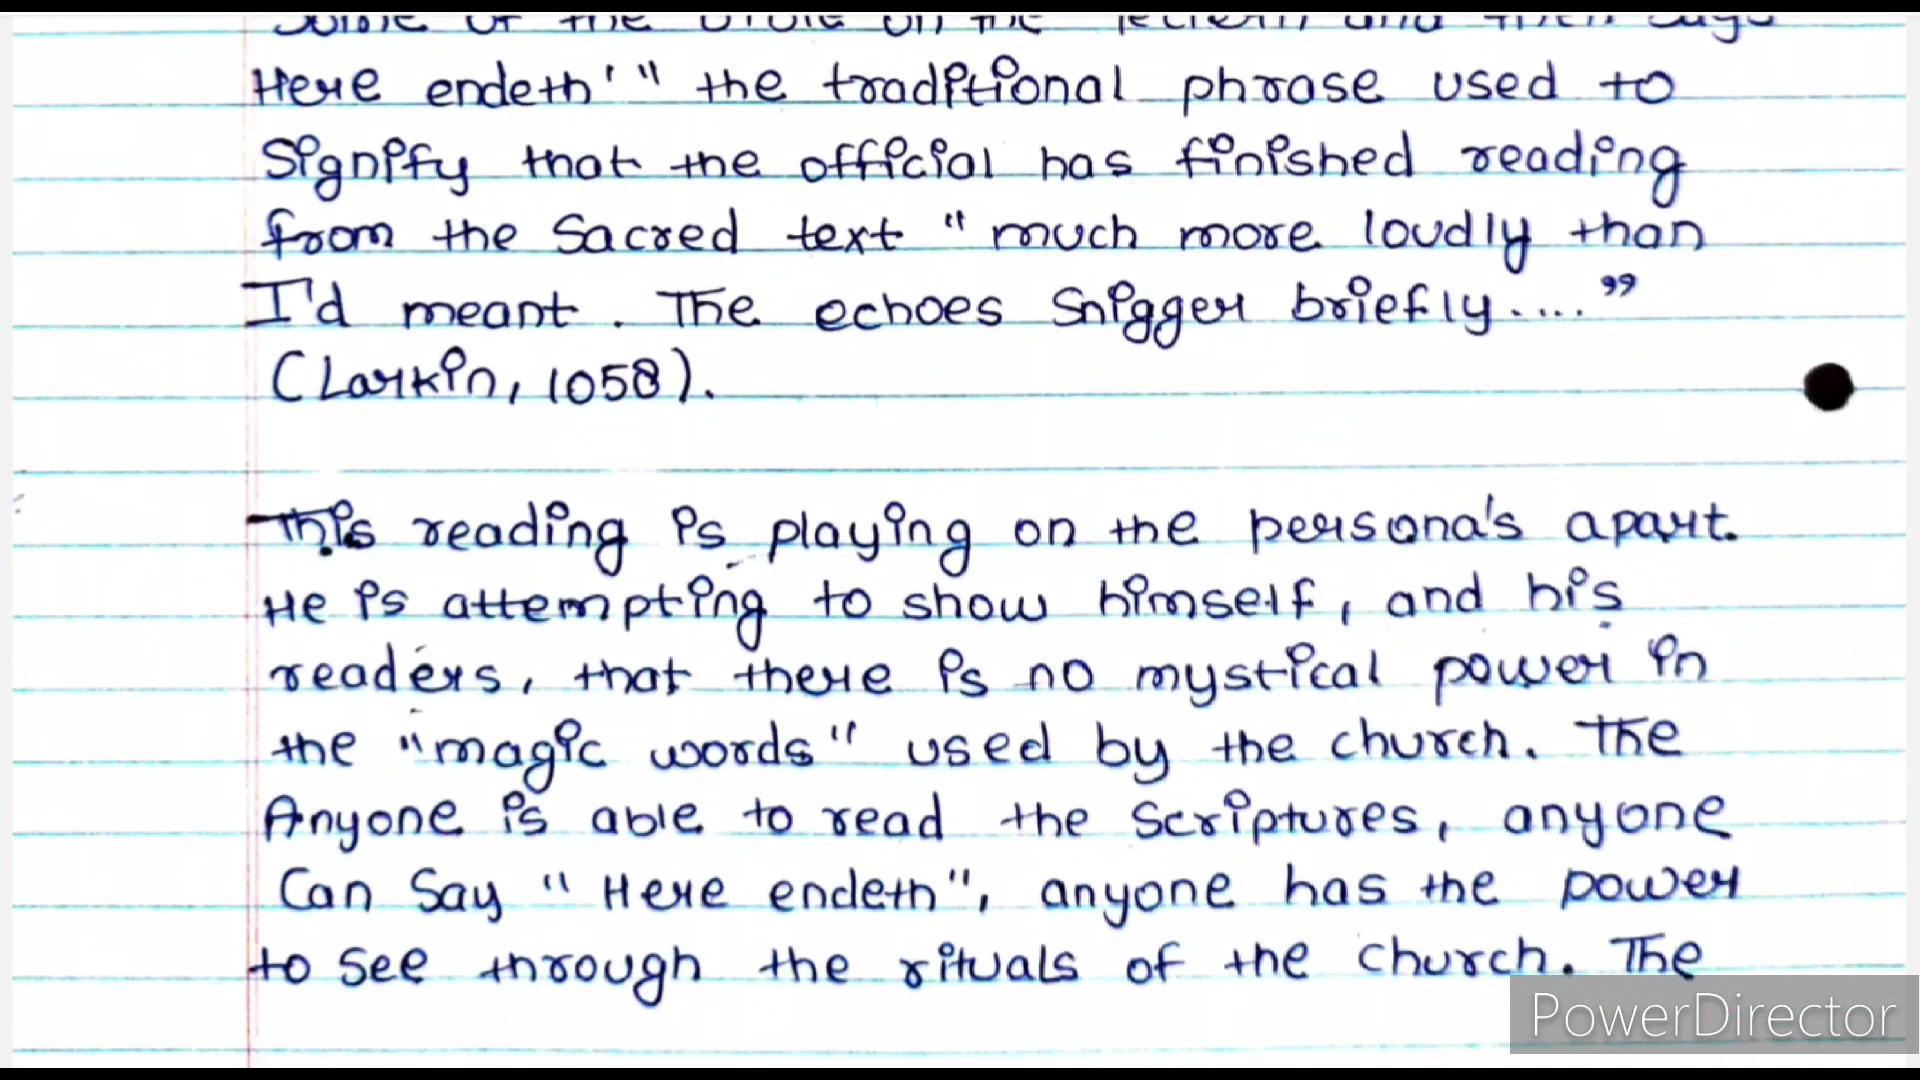 Here endeth'" the traditional phrase used to
Signify that the official has finished reading
from the Sacred text "much more loudly than
I'd meant. The echoes Snigger briefly....”
(Larkin, 1058).
This reading is playing on the persona's apart.
He is attempting to show himself, and his
readers, that there is no mystical power in
the "magic words" used by the church. The
Anyone is able to read the Scriptures, anyone
Can Say "Here endeth", anyone has the power
to See through the rituals of the church. The
PowerDirector